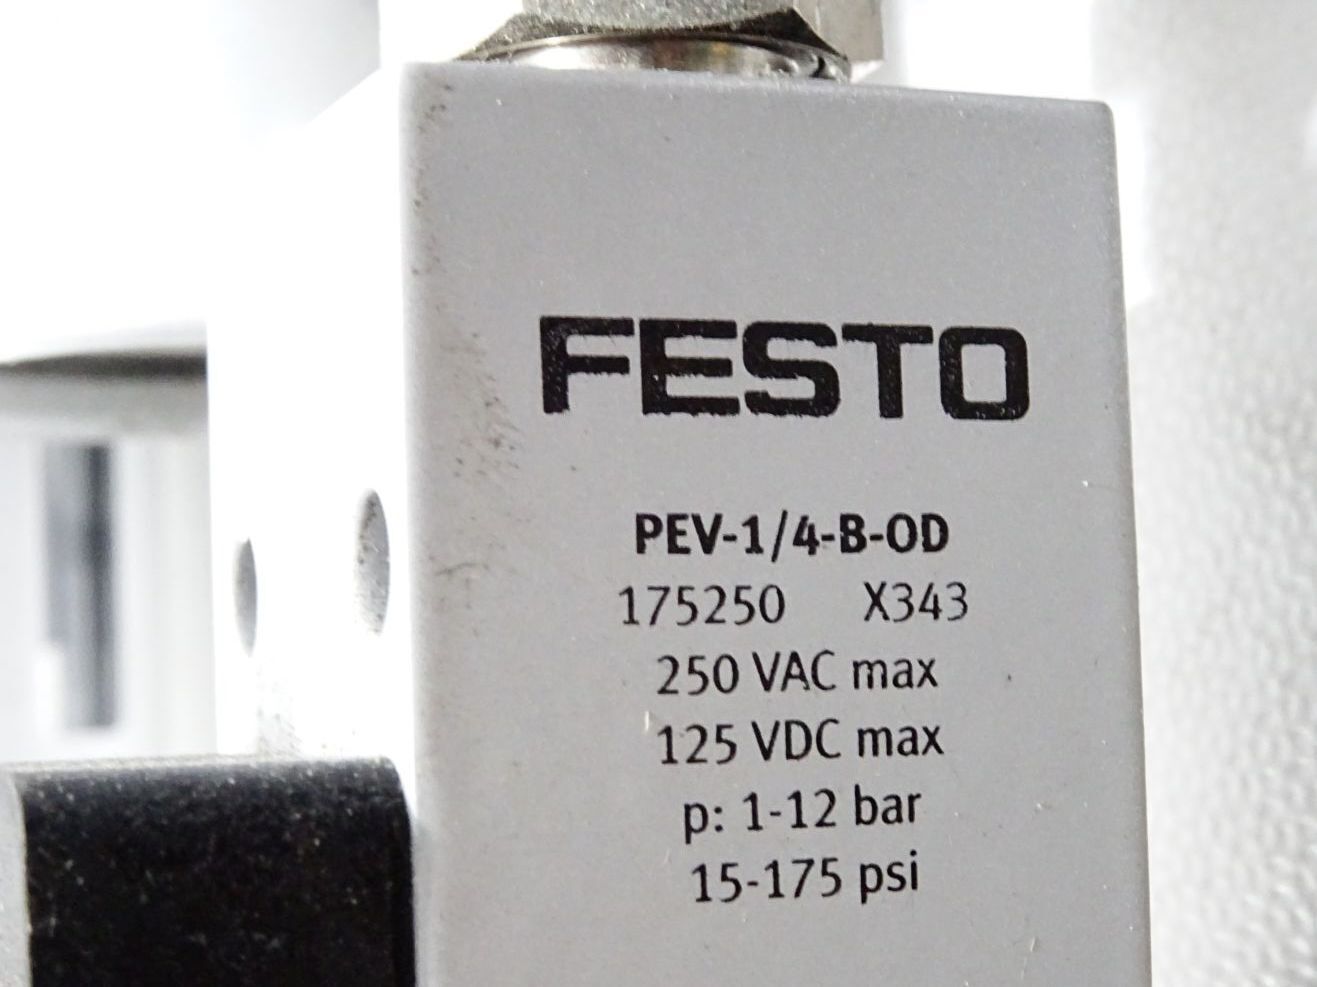 FESTO
PEV-1/4-B-OD
175250 X343
250 VAC max
125 VDC max
p: 1-12 bar
15-175 psi